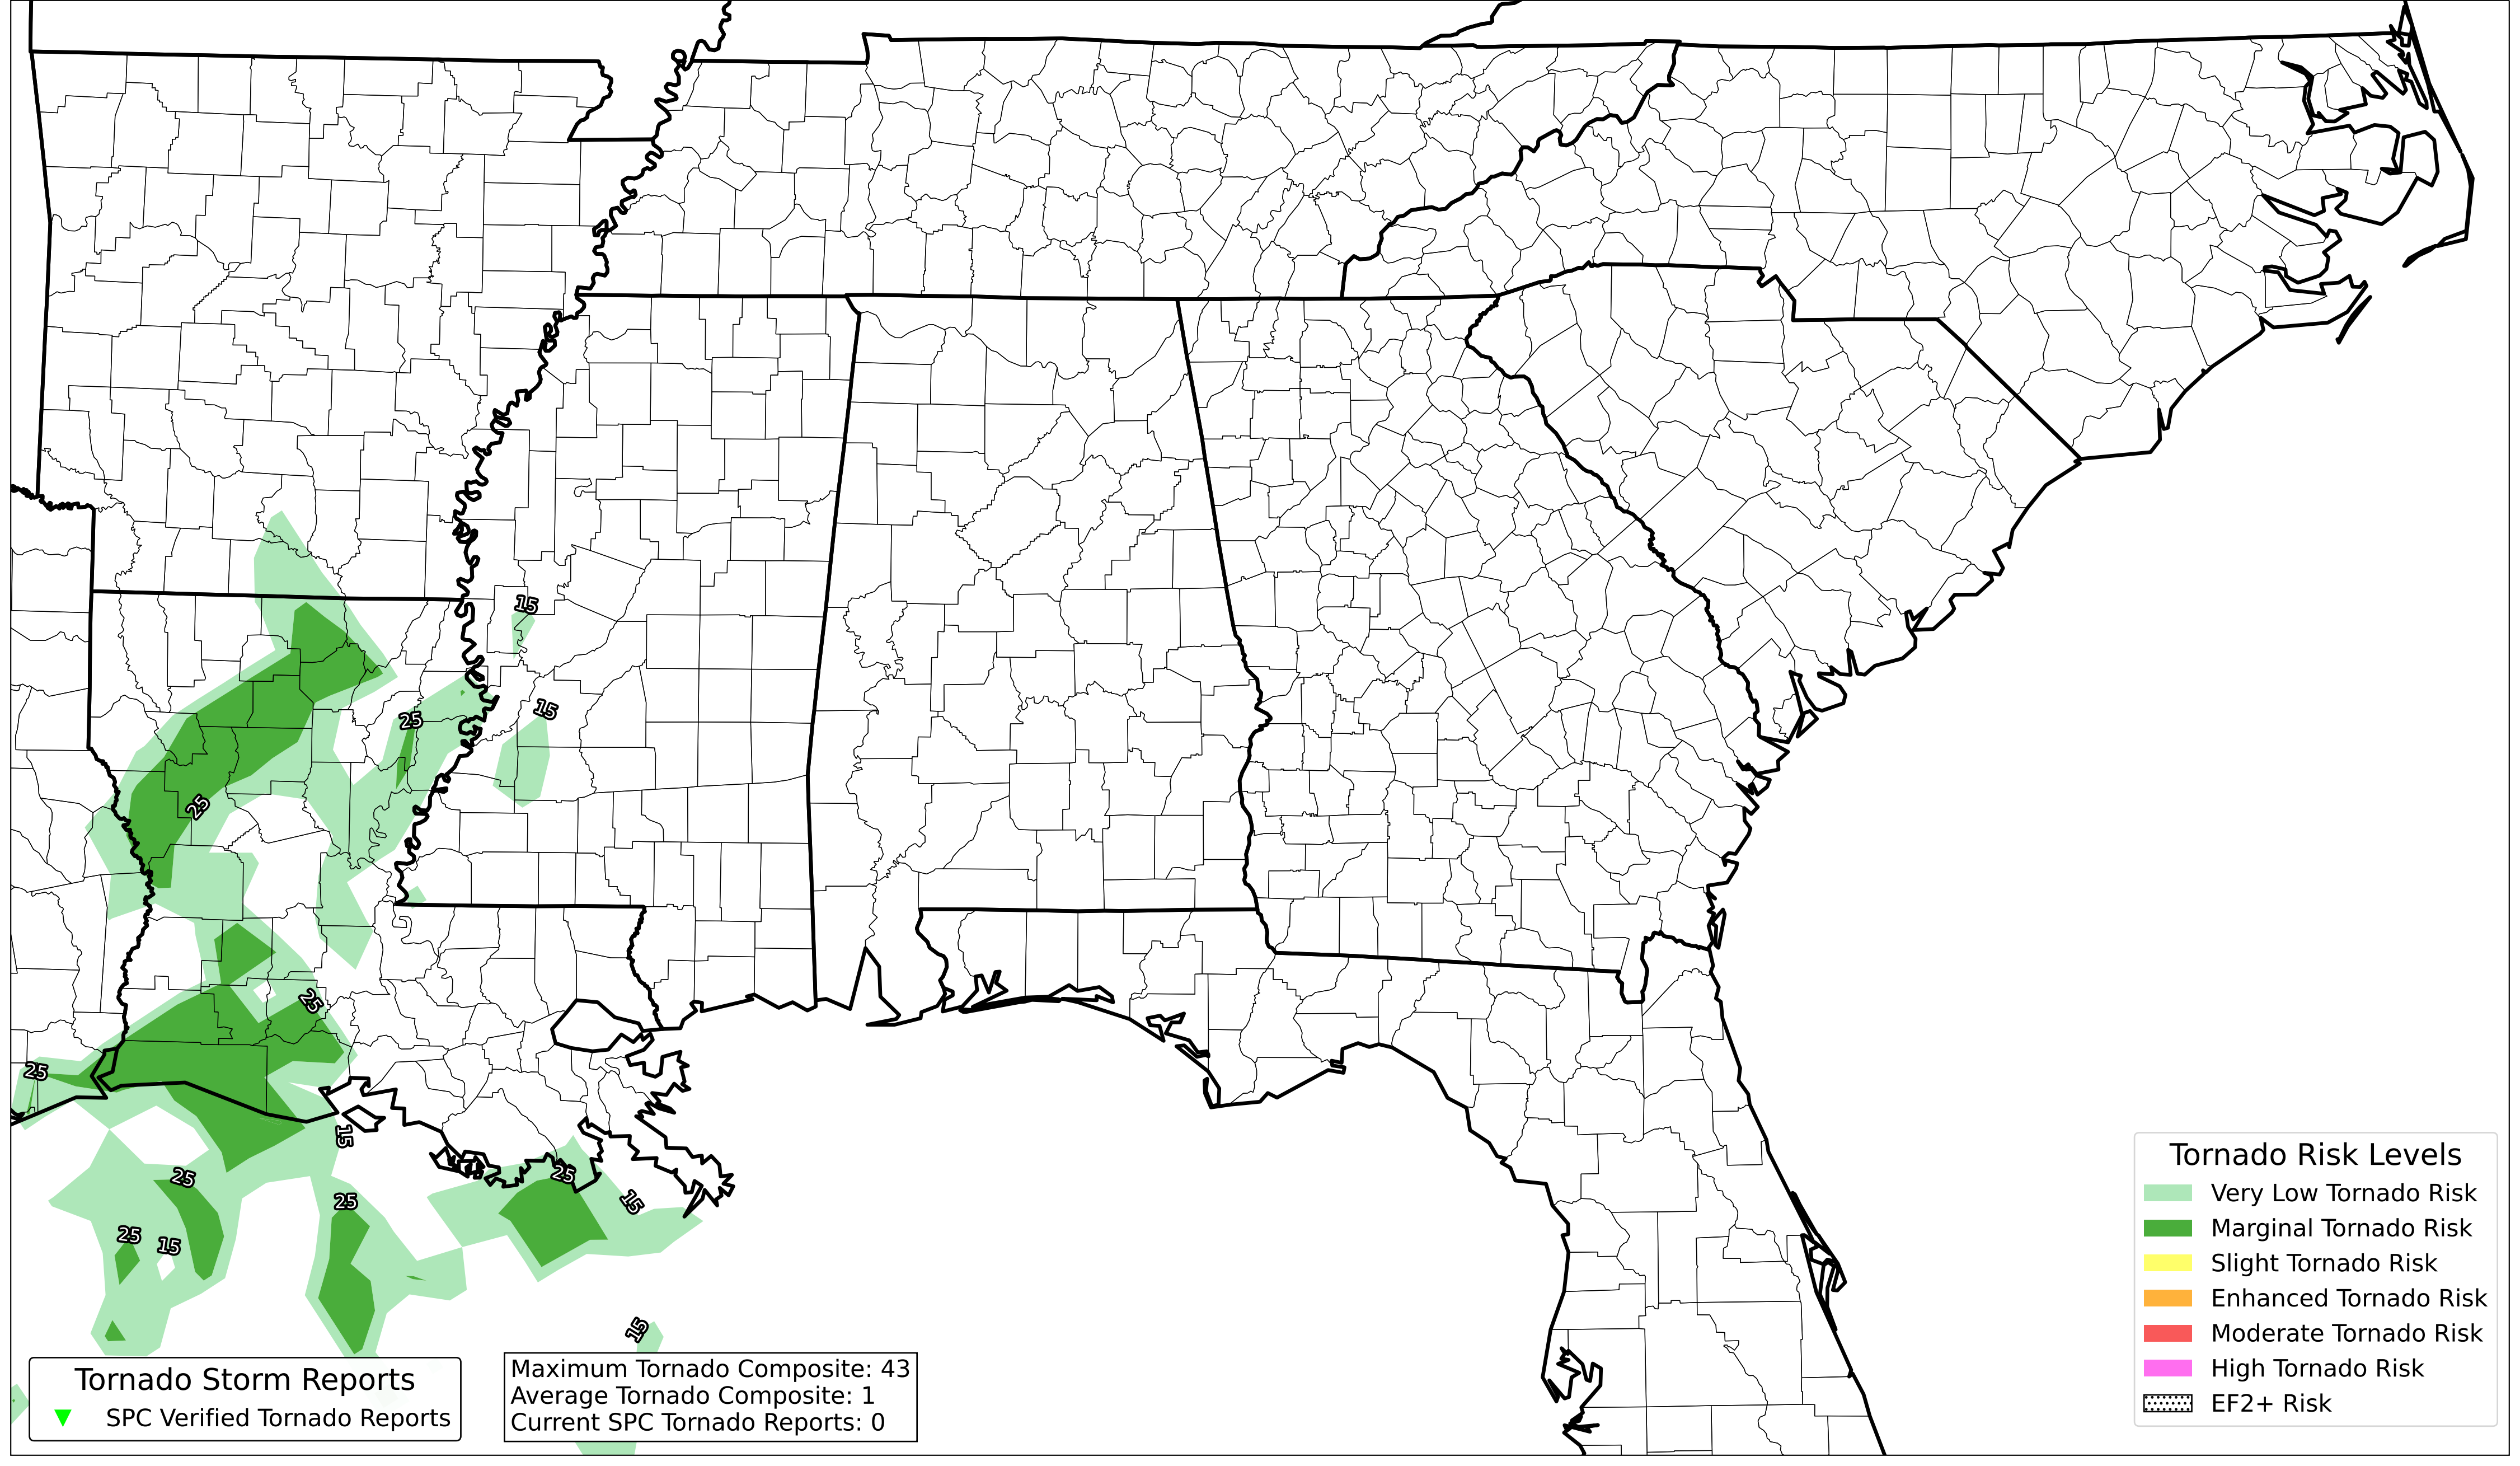 15
15
25
25
25
25
15
25
25
15
25
25
15
15
Tornado Storm Reports
SPC Verified Tornado Reports
Maximum Tornado Composite: 43
Average Tornado Composite: 1
Current SPC Tornado Reports: 0
Tornado Risk Levels
Very Low Tornado Risk
Marginal Tornado Risk
Slight Tornado Risk
Enhanced Tornado Risk
Moderate Tornado Risk
High Tornado Risk
EF2+ Risk